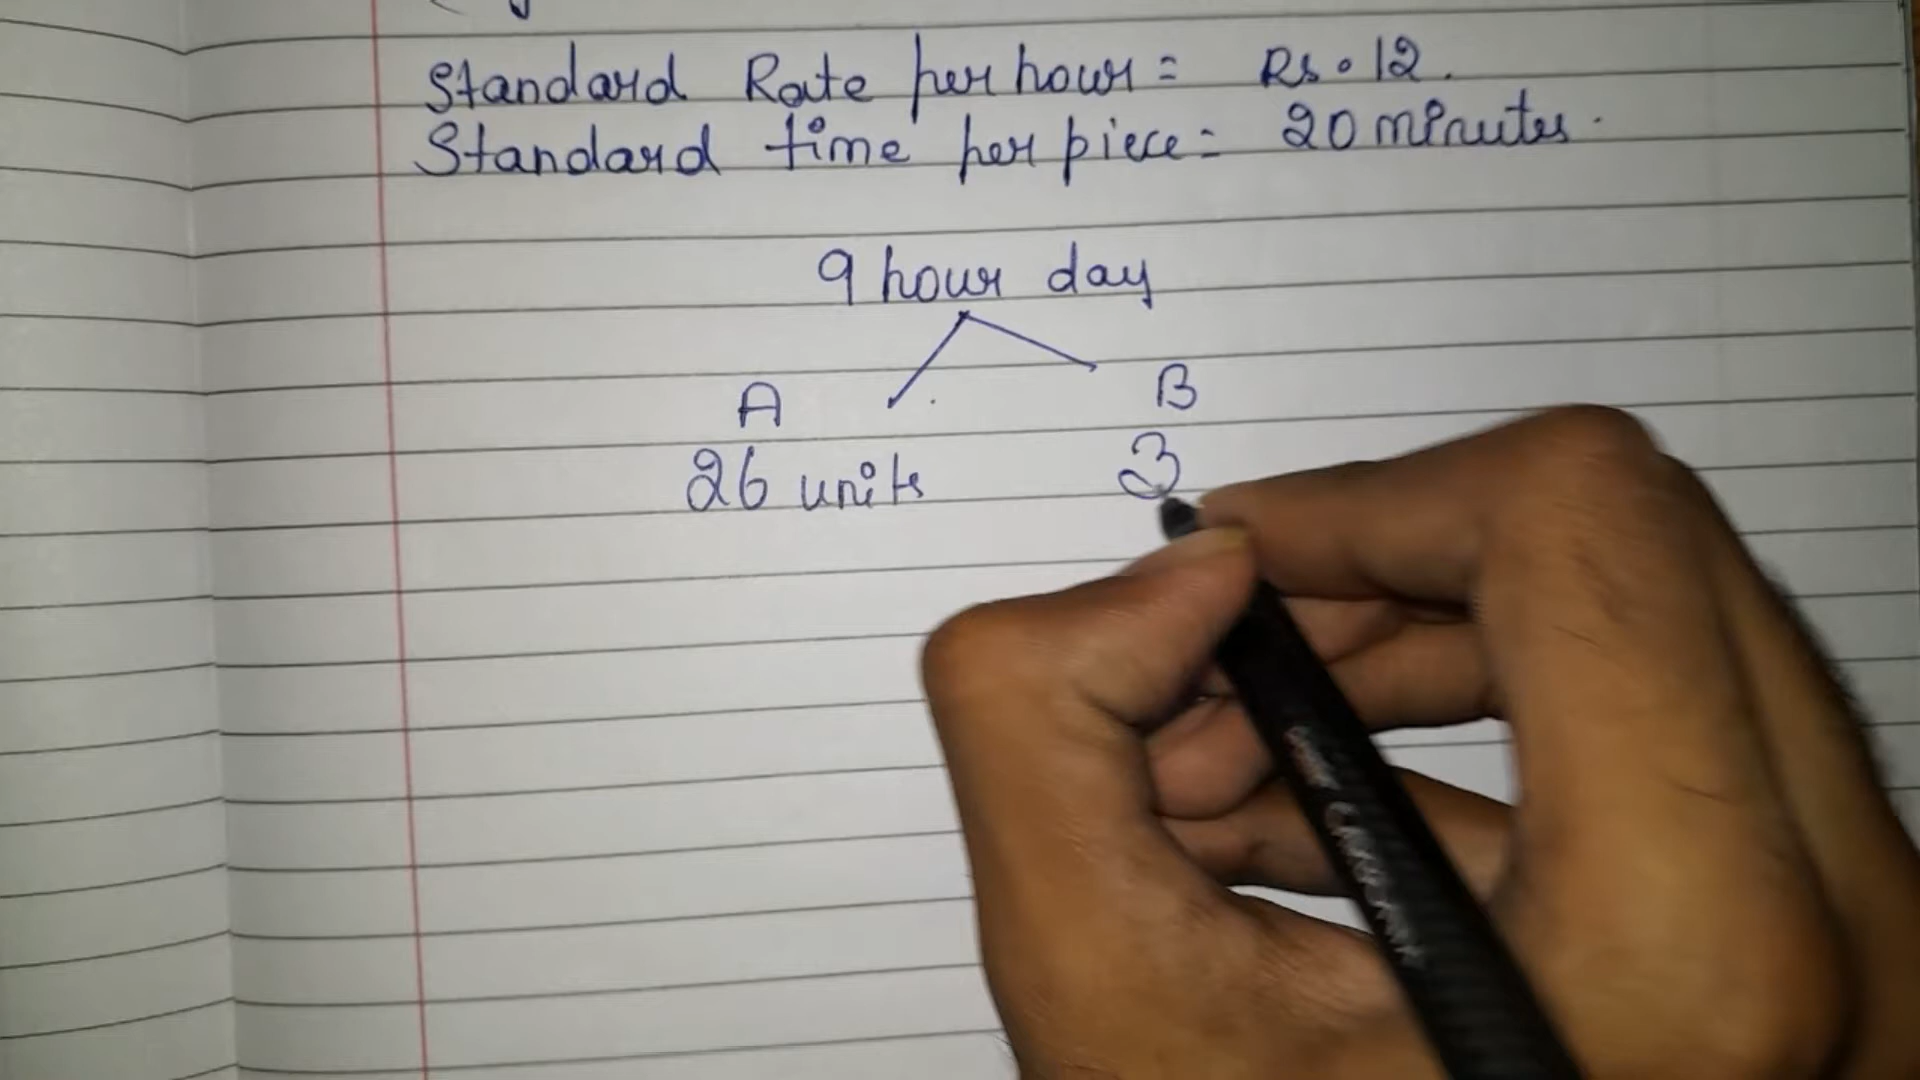 Standard Rate per hour = Rs. 12.
Standard time per piece = 20 minutes.
9 hour day
A B
26 units 3